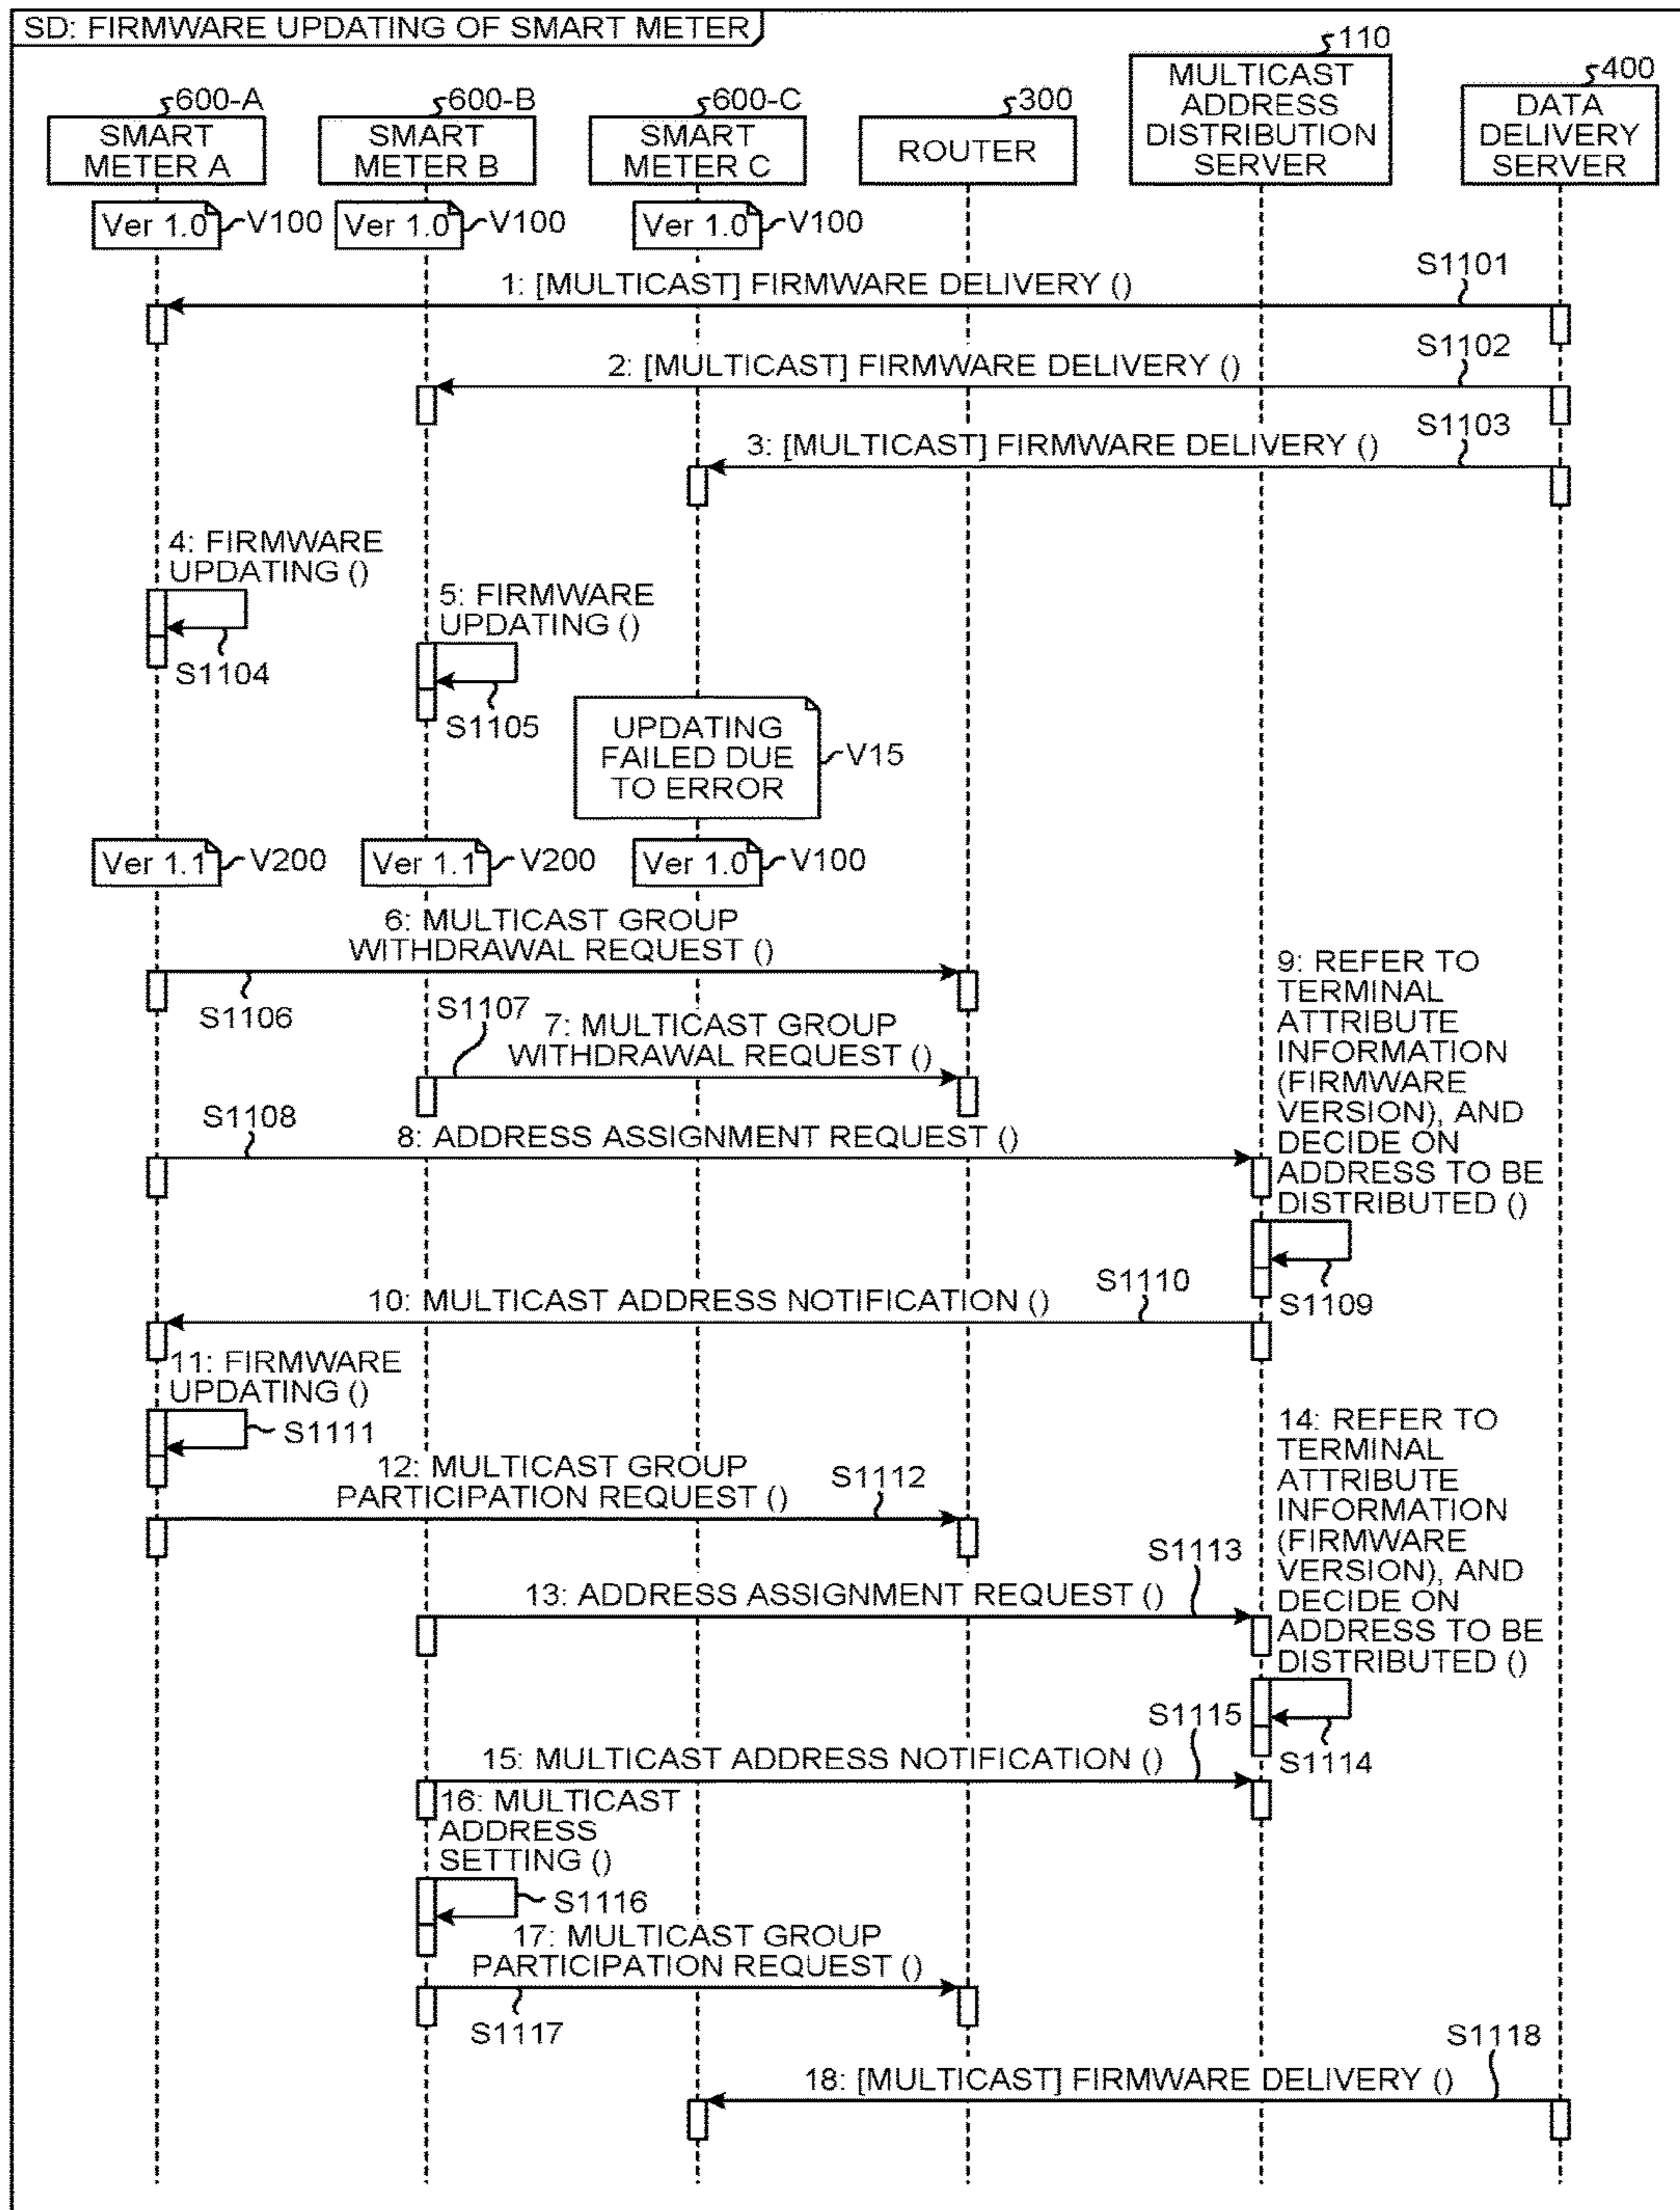 SD: FIRMWARE UPDATING OF SMART METER
600-A
SMART
METER A
600-B
SMART
METER B
600-C
SMART
METER C
300
ROUTER
110
MULTICAST
ADDRESS
DISTRIBUTION
SERVER
400
DATA
DELIVERY
SERVER
Ver 1.0
V100
Ver 1.0
V100
Ver 1.0
V100
1: [MULTICAST] FIRMWARE DELIVERY ()
S1101
2: [MULTICAST] FIRMWARE DELIVERY ()
S1102
3: [MULTICAST] FIRMWARE DELIVERY ()
S1103
4: FIRMWARE
UPDATING ()
S1104
5: FIRMWARE
UPDATING ()
S1105
UPDATING
FAILED DUE
TO ERROR
V15
Ver 1.1
V200
Ver 1.1
V200
Ver 1.0
V100
6: MULTICAST GROUP
WITHDRAWAL REQUEST ()
S1106
S1107
7: MULTICAST GROUP
WITHDRAWAL REQUEST ()
S1108
8: ADDRESS ASSIGNMENT REQUEST ()
9: REFER TO
TERMINAL
ATTRIBUTE
INFORMATION
(FIRMWARE
VERSION), AND
DECIDE ON
ADDRESS TO BE
DISTRIBUTED ()
S1109
10: MULTICAST ADDRESS NOTIFICATION ()
S1110
11: FIRMWARE
UPDATING ()
S1111
12: MULTICAST GROUP
PARTICIPATION REQUEST ()
S1112
13: ADDRESS ASSIGNMENT REQUEST ()
S1113
14: REFER TO
TERMINAL
ATTRIBUTE
INFORMATION
(FIRMWARE
VERSION), AND
DECIDE ON
ADDRESS TO BE
DISTRIBUTED ()
S1114
15: MULTICAST ADDRESS NOTIFICATION ()
S1115
16: MULTICAST
ADDRESS
SETTING ()
S1116
17: MULTICAST GROUP
PARTICIPATION REQUEST ()
S1117
18: [MULTICAST] FIRMWARE DELIVERY ()
S1118